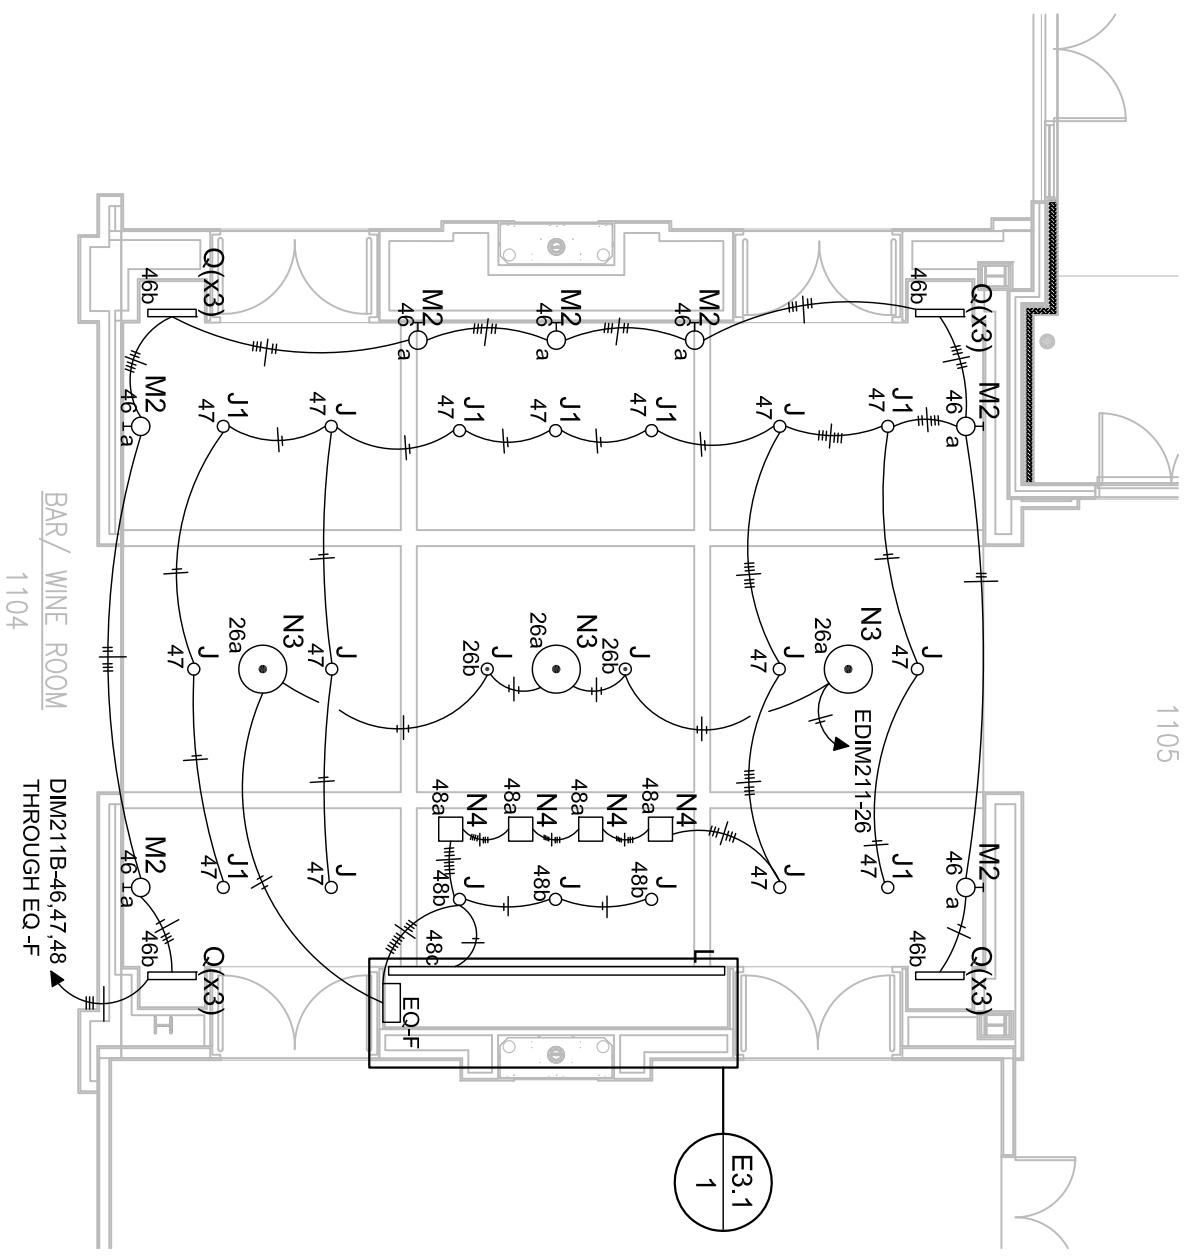 1105
Q(x3)
46b
M2
46
a
J1
47
J
47
N3
26a
EDIM211-26
J1
47
M2
46
a
Q(x3)
46b
M2
46
a
J
47
J
47
J
47
M2
46
a
J1
47
J
26b
N4
48a
J
48b
L
M2
46
a
J1
47
N3
26a
N4
48a
J
48b
J1
47
J
26b
N4
48a
N4
48a
J
48b
48c
EQ-F
J
47
J
47
J
47
Q(x3)
46b
J1
47
N3
26a
J
47
J1
47
Q(x3)
46b
M2
46
a
M2
46
a
BAR/ WINE ROOM
1104
DIM211B-46,47,48
THROUGH EQ -F
E3.1
1